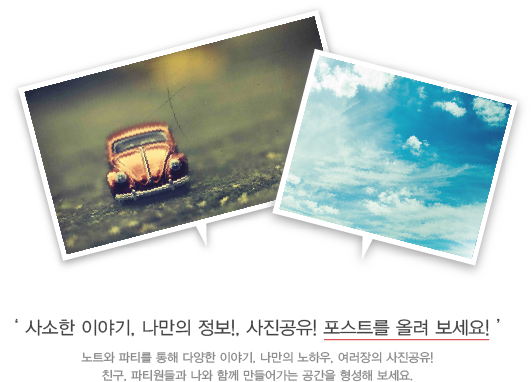 ‘ 사소한 이야기, 나만의 정보!, 사진공유! 포스트를 올려 보세요! ’
노트와 파티를 통해 다양한 이야기, 나만의 노하우, 여러장의 사진공유!
친구, 파티원들과 나와 함께 만들어가는 공간을 형성해 보세요.